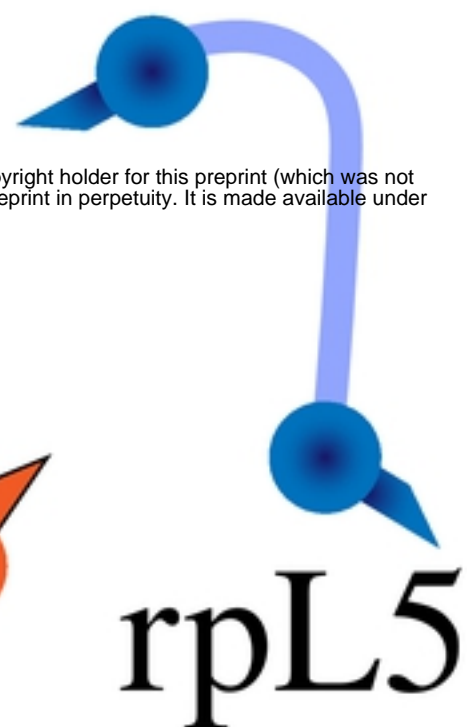 yright holder for this preprint (which was not
eprint in perpetuity. It is made available under
rpL5